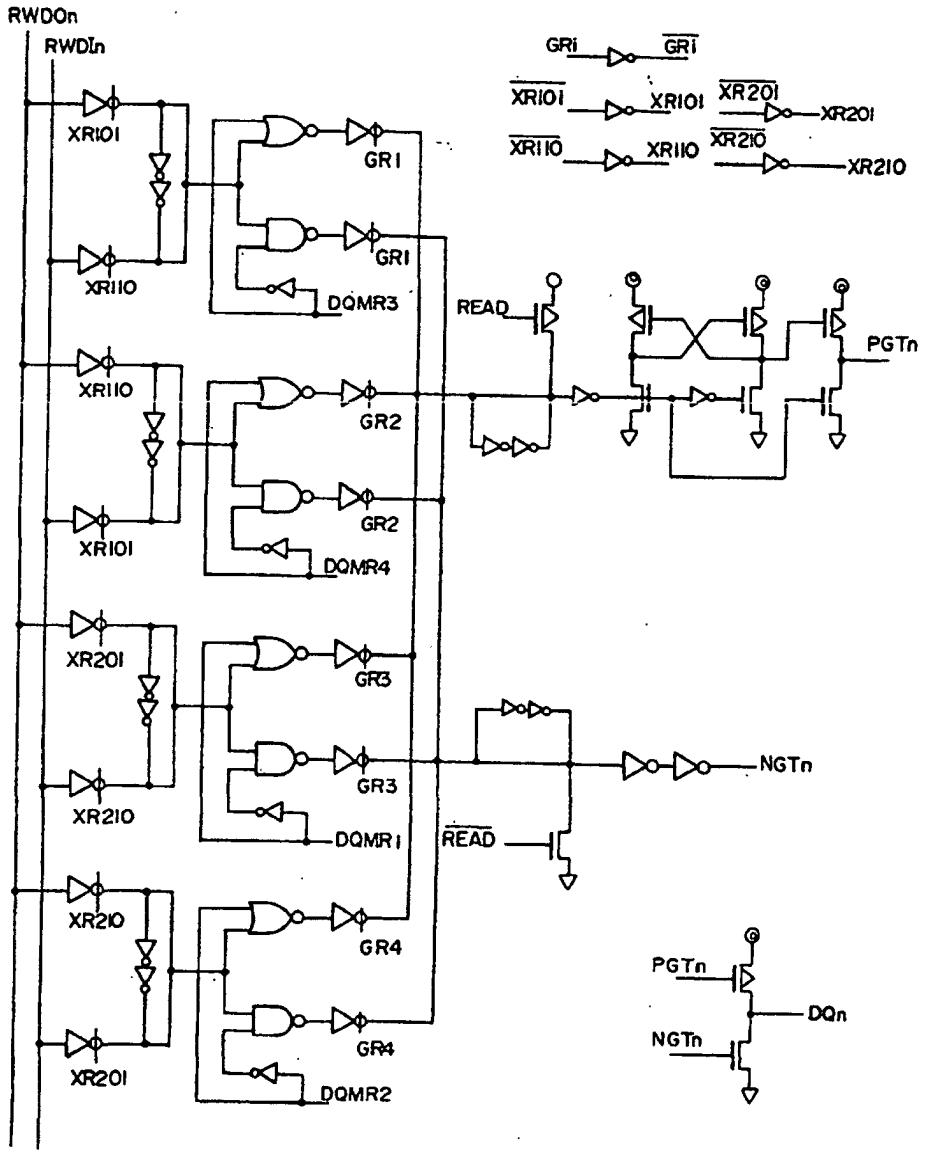 RWDOn
RWDIn
XR101
XR110
GR1
GR1
DQMR3
XR110
XR101
GR2
GR2
DQMR4
XR201
XR210
GR3
GR3
DQMR1
XR210
XR201
GR4
GR4
DQMR2
GRi
GRi
XR101
XR101
XR201
XR201
XR110
XR110
XR210
XR210
READ
PGTn
READ
NGTn
PGTn
DQn
NGTn